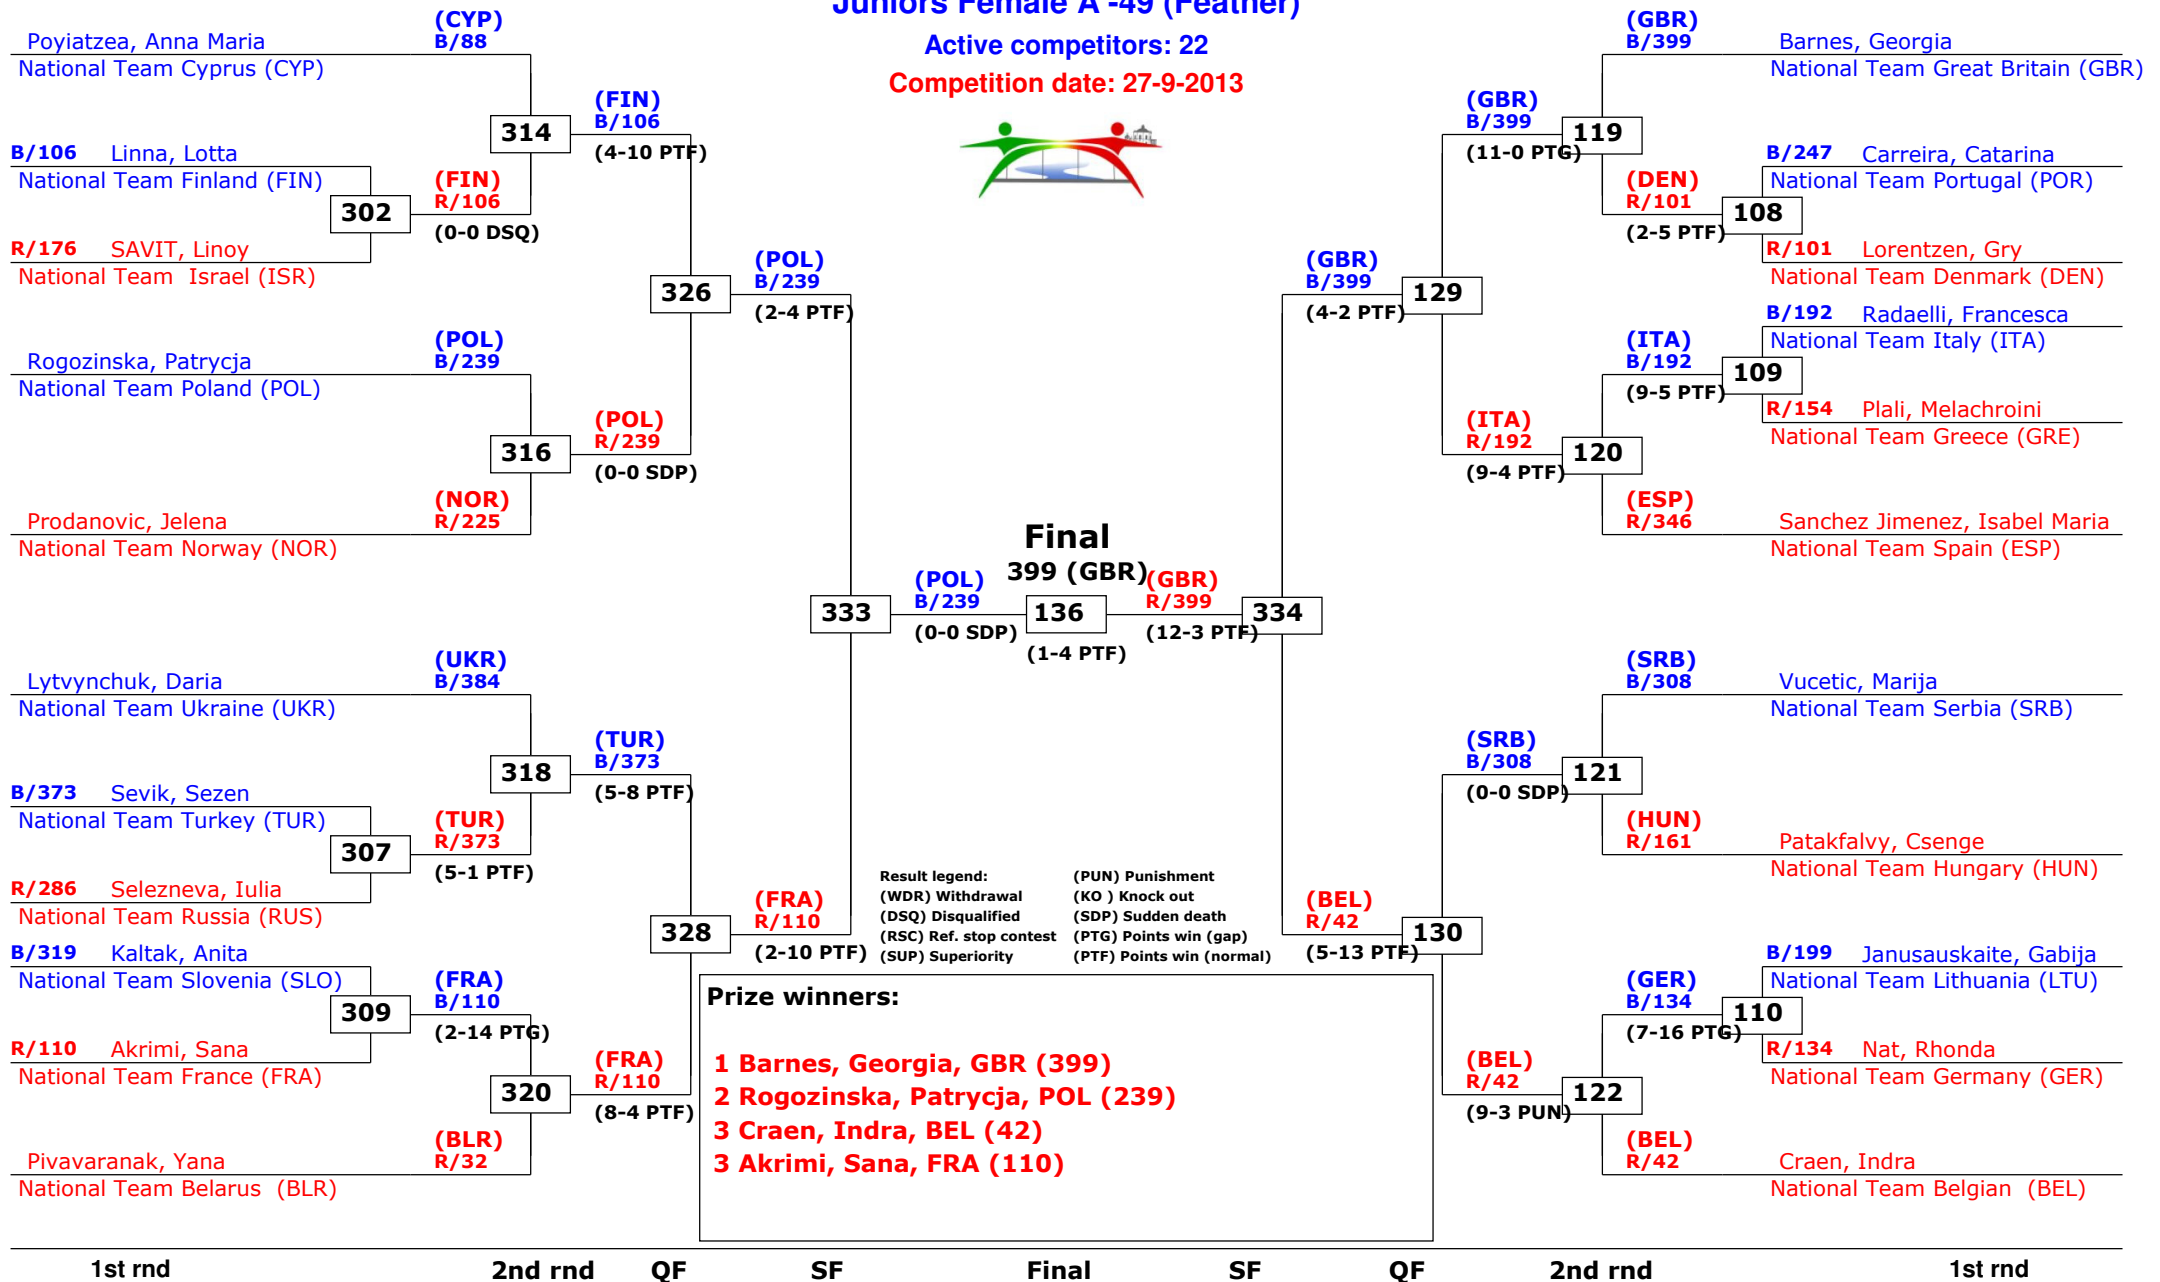 Juniors Female A -49 (Feather)
Active competitors: 22
Competition date: 27-9-2013
(CYP)
Poyiatzea, Anna Maria B/88
National Team Cyprus (CYP)
(FIN)
B/106
314
(4-10 PTF)
B/106 Linna, Lotta
National Team Finland (FIN)
(FIN)
302 R/106
(0-0 DSQ)
R/176 SAVIT, Linoy
National Team Israel (ISR)
(POL)
326 B/239
(2-4 PTF)
(POL)
Rogozinska, Patrycja B/239
National Team Poland (POL)
(POL)
R/239
316
(0-0 SDP)
(NOR)
Prodanovic, Jelena R/225
National Team Norway (NOR)
333
(POL)
B/239
(0-0 SDP)
(UKR)
Lytvynchuk, Daria B/384
National Team Ukraine (UKR)
(TUR)
B/373
318
(5-8 PTF)
B/373 Sevik, Sezen
National Team Turkey (TUR)
(TUR)
R/373
307
(5-1 PTF)
R/286 Selezneva, Iulia
National Team Russia (RUS)
(FRA)
R/110
328
(2-10 PTF)
B/319 Kaltak, Anita
National Team Slovenia (SLO)
(FRA)
B/110
309
(2-14 PTG)
R/110 Akrimi, Sana
National Team France (FRA)
(FRA)
R/110
320
(8-4 PTF)
(BLR)
Pivavaranak, Yana R/32
National Team Belarus (BLR)
Final
399 (GBR)
136
(1-4 PTF)
(GBR)
R/399
(12-3 PTF)
334
(GBR)
B/399 Barnes, Georgia
National Team Great Britain (GBR)
(GBR)
B/399
119
(11-0 PTG)
B/247 Carreira, Catarina
National Team Portugal (POR)
(DEN)
R/101
108
(2-5 PTF)
R/101 Lorentzen, Gry
National Team Denmark (DEN)
(GBR)
B/399
129
(4-2 PTF)
B/192 Radaelli, Francesca
National Team Italy (ITA)
(ITA)
B/192
109
(9-5 PTF)
R/154 Plali, Melachroini
National Team Greece (GRE)
(ITA)
R/192
120
(9-4 PTF)
(ESP)
R/346 Sanchez Jimenez, Isabel Maria
National Team Spain (ESP)
(SRB)
B/308 Vucetic, Marija
National Team Serbia (SRB)
(SRB)
B/308
121
(0-0 SDP)
(HUN)
R/161 Patakfalvy, Csenge
National Team Hungary (HUN)
(BEL)
R/42
130
(5-13 PTF)
B/199 Janusauskaite, Gabija
National Team Lithuania (LTU)
(GER)
B/134
110
(7-16 PTG)
R/134 Nat, Rhonda
National Team Germany (GER)
(BEL)
R/42
122
(9-3 PUN)
(BEL)
R/42 Craen, Indra
National Team Belgian (BEL)
Result legend: (PUN) Punishment
(WDR) Withdrawal (KO ) Knock out
(DSQ) Disqualified (SDP) Sudden death
(RSC) Ref. stop contest (PTG) Points win (gap)
(SUP) Superiority (PTF) Points win (normal)
Prize winners:
1 Barnes, Georgia, GBR (399)
2 Rogozinska, Patrycja, POL (239)
3 Craen, Indra, BEL (42)
3 Akrimi, Sana, FRA (110)
1st rnd 2nd rnd QF SF Final SF QF 2nd rnd 1st rnd